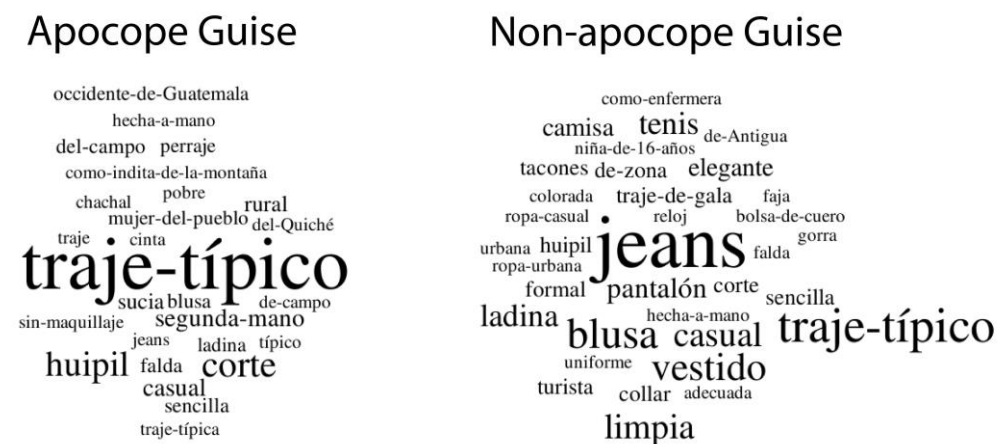 Apocope Guise
occidente-de-Guatemala
hecha-a-mano
del-campo perraje
como-indita-de-la-montaña
chachal pobre rural
mujer-del-pueblo del-Quiché
traje cinta
traje-típico
sucia blusa de-campo
sin-maquillaje segunda-mano
jeans ladina típico
huipil falda corte
casual
sencilla
traje-típica
Non-apocope Guise
como-enfermera
camisa tenis de-Antigua
niña-de-16-años
tacones de-zona elegante
colorada traje-de-gala faja
ropa-casual reloj bolsa-de-cuero
urbana huipil jeans falda gorra
ropa-urbana
formal pantalón corte sencilla
ladina hecha-a-mano
blusa casual traje-típico
uniforme vestido
turista collar adecuada
limpia